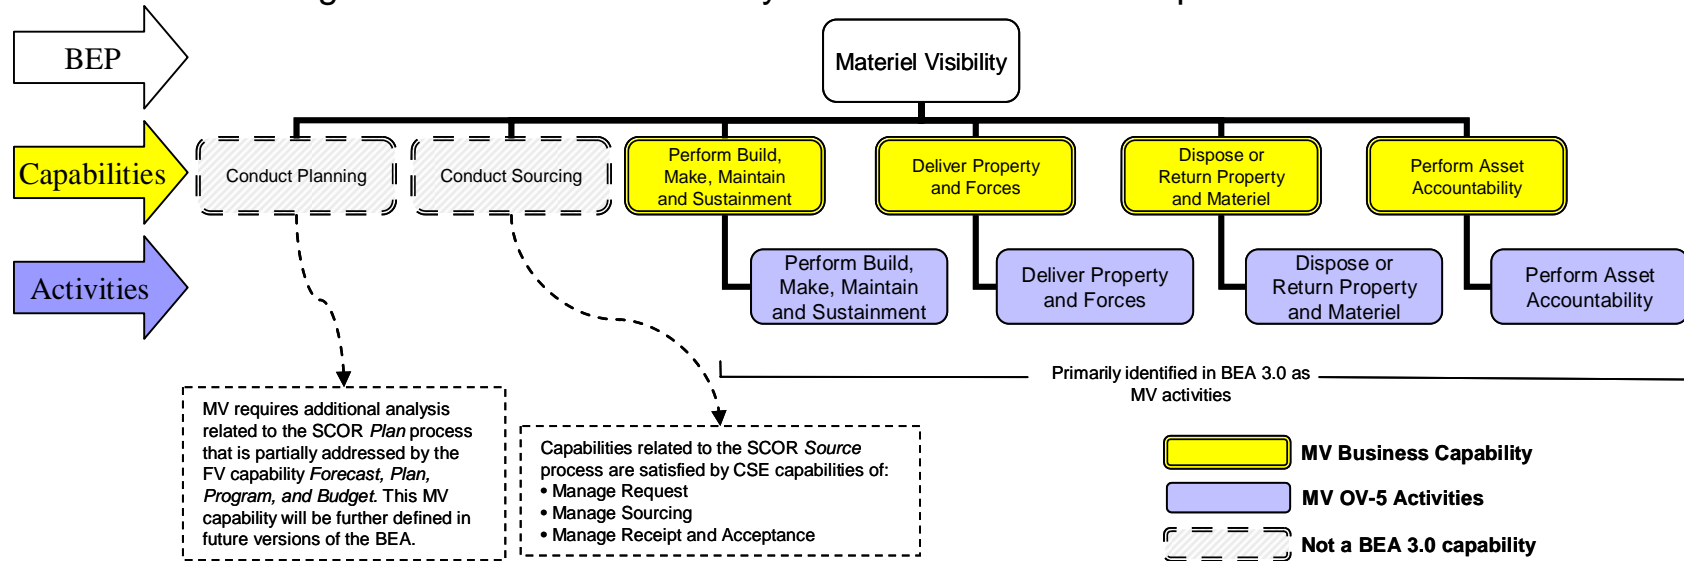 BEP
Materiel Visibility
Capabilities
Conduct Planning
Conduct Sourcing
Perform Build,
Make, Maintain
and Sustainment
Deliver Property
and Forces
Dispose or
Return Property
and Materiel
Perform Asset
Accountability
Activities
Perform Build,
Make, Maintain
and Sustainment
Deliver Property
and Forces
Dispose or
Return Property
and Materiel
Perform Asset
Accountability
Primarily identified in BEA 3.0 as
MV activities
MV requires additional analysis
related to the SCOR Plan process
that is partially addressed by the
FV capability Forecast, Plan,
Program, and Budget. This MV
capability will be further defined in
future versions of the BEA.
Capabilities related to the SCOR Source
process are satisfied by CSE capabilities of:
• Manage Request
• Manage Sourcing
• Manage Receipt and Acceptance
MV Business Capability
MV OV-5 Activities
Not a BEA 3.0 capability